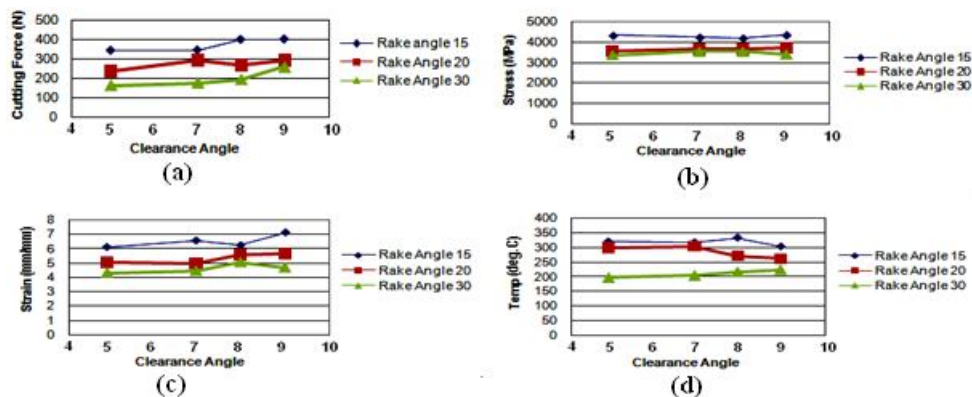 Cutting Force (N)
500
400
300
200
100
0
4 5 6 7 8 9 10
Clearance Angle
Rake angle 15
Rake angle 20
Rake angle 30
(a)
Stress (MPa)
5000
4000
3000
2000
1000
0
4 5 6 7 8 9 10
Clearance Angle
Rake angle 15
Rake angle 20
Rake angle 30
(b)
Strain (mm/mm)
8
7
6
5
4
3
2
1
0
4 5 6 7 8 9 10
Clearance Angle
Rake Angle 15
Rake Angle 20
Rake Angle 30
(c)
Temp (deg.C)
400
350
300
250
200
150
100
50
0
4 5 6 7 8 9 10
Clearance Angle
Rake Angle 15
Rake Angle 20
Rake Angle 30
(d)